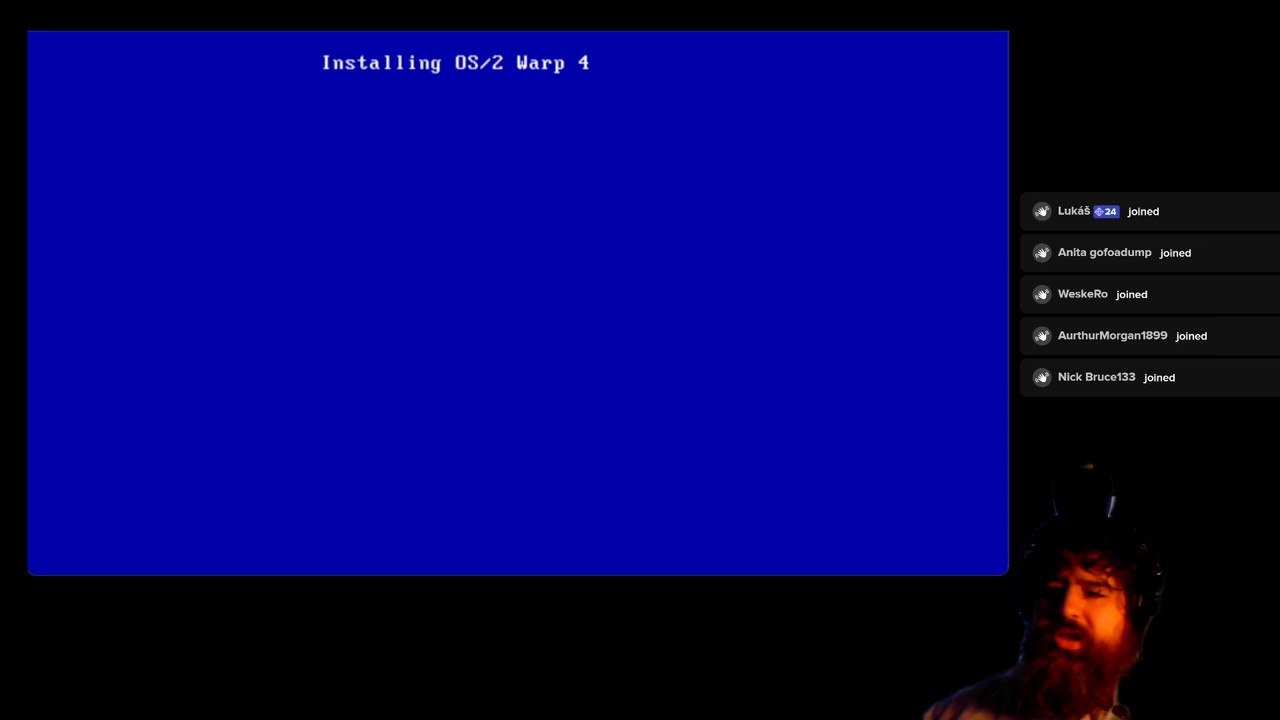 Installing OS/2 Warp 4
Lukáš 24 joined
Anita gofoadump joined
WeskeRo joined
AurthurMorgan1899 joined
Nick Bruce133 joined